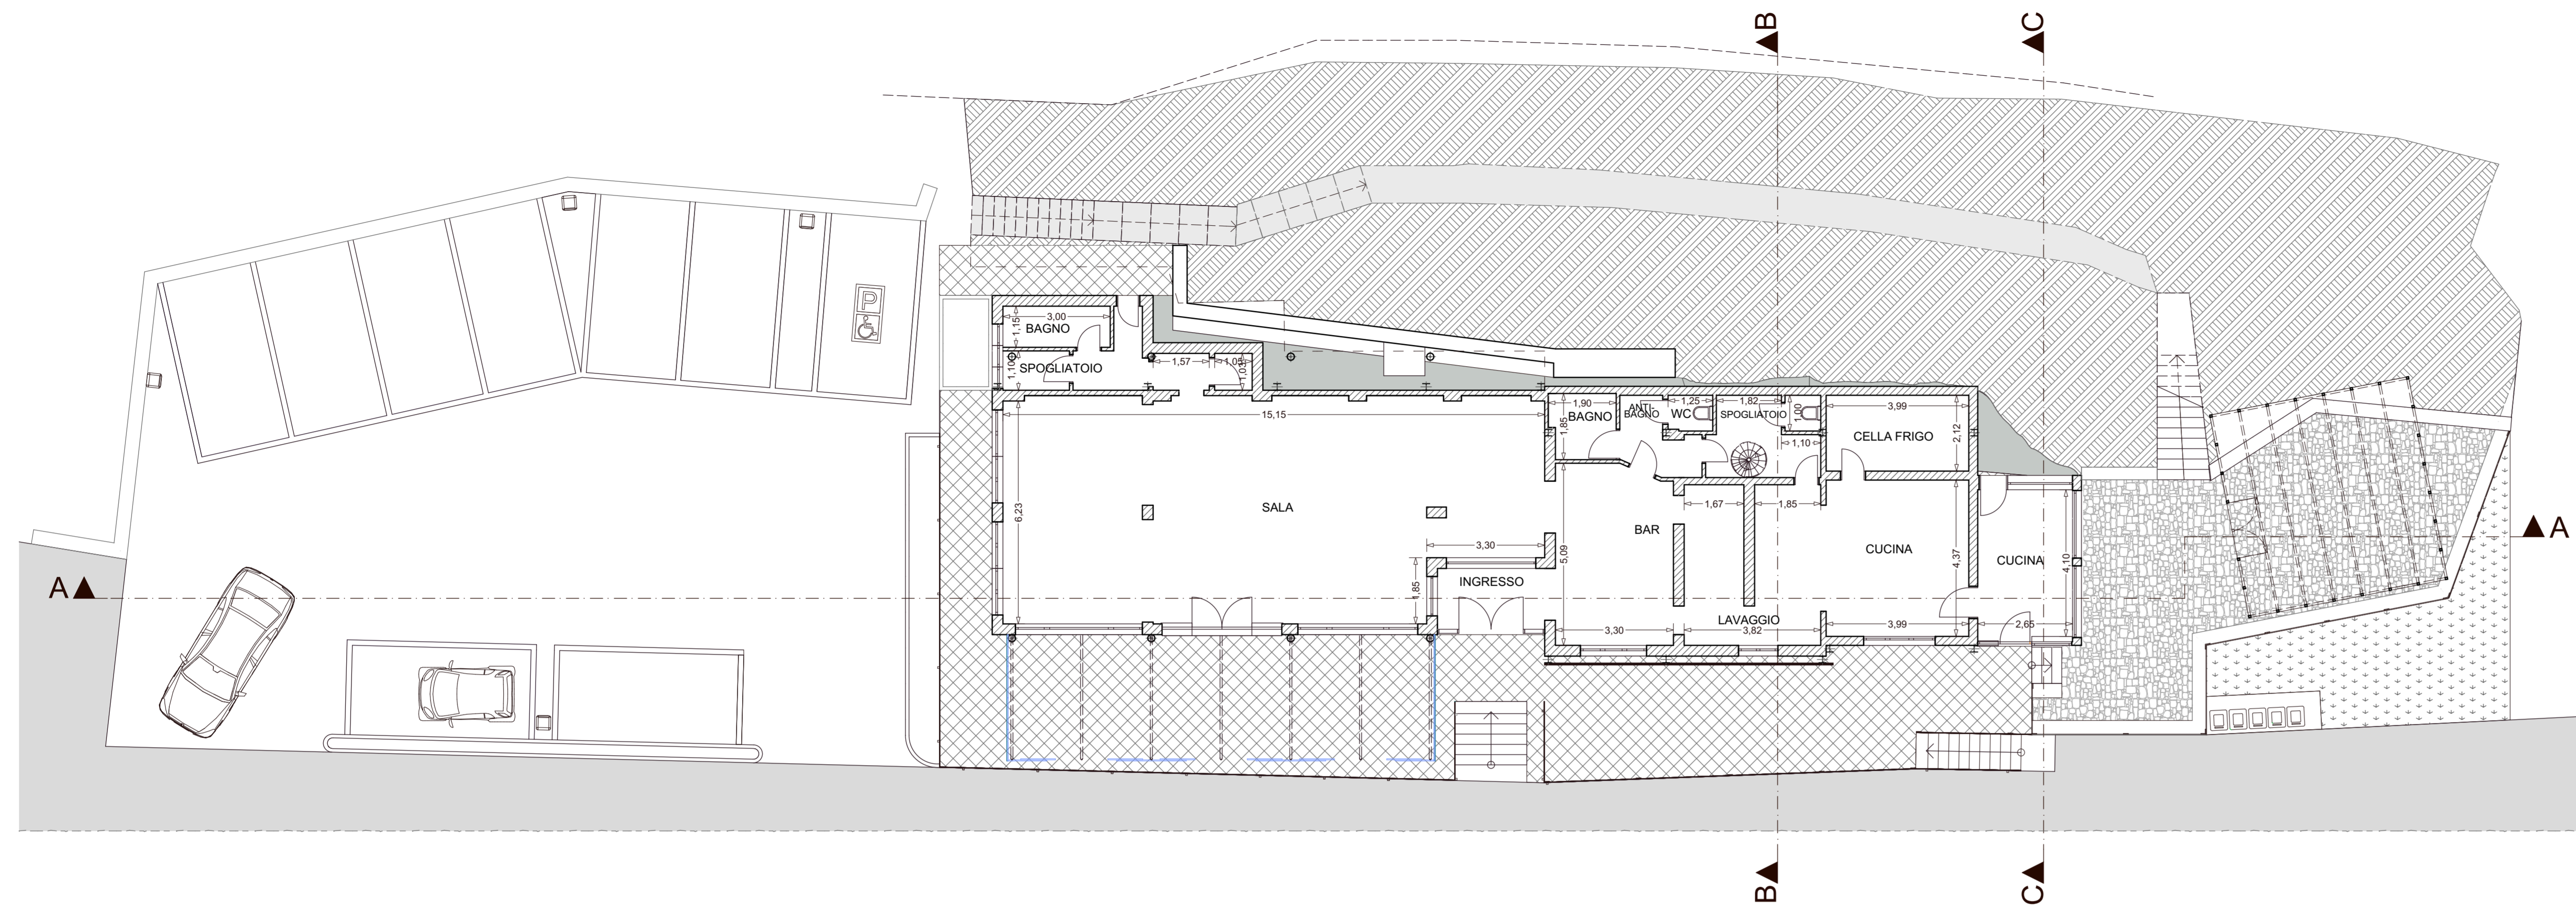 B
C
P
3,00
1,15
BAGNO
1,10
SPOGLIATOIO
1,57
1,05
1,03
15,15
6,23
SALA
3,30
1,85
INGRESSO
1,90
BAGNO
1,85
ANTI-
BAGNO
1,25
WC
1,82
SPOGLIATOIO
1,00
1,10
3,99
CELLA FRIGO
2,12
1,67
1,85
BAR
5,09
CUCINA
4,37
CUCINA
4,10
LAVAGGIO
3,30
3,82
3,99
2,65
A
A
B
C